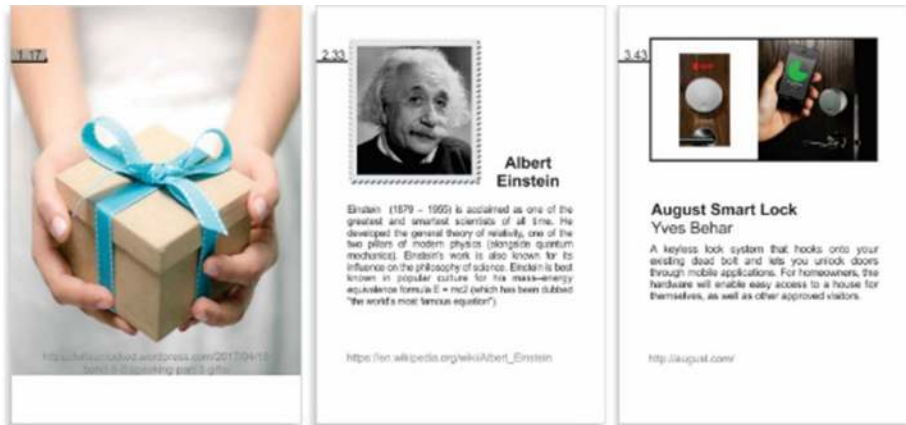 1.17
2.33
Albert
Einstein
Einstein (1879 – 1955) is acclaimed as one of the
greatest and smartest scientists of all time. He
developed the general theory of relativity, one of the
two pillars of modern physics (alongside quantum
mechanics). Einstein's work is also known for its
influence on the philosophy of science. Einstein is best
known in popular culture for his mass–energy
equivalence formula E = mc2 (which has been dubbed
"the world's most famous equation").
https://en.wikipedia.org/wiki/Albert_Einstein
3.43
August Smart Lock
Yves Behar
A keyless lock system that hooks onto your
existing dead bolt and lets you unlock doors
through mobile applications. For homeowners, the
hardware will enable easy access to a house for
themselves, as well as other approved visitors.
http://august.com/